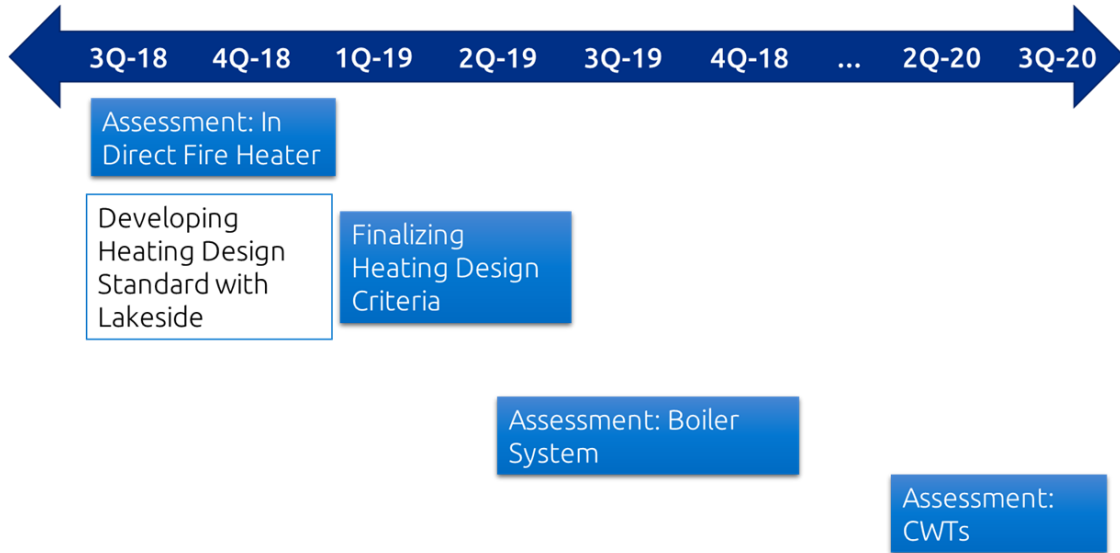 3Q-18 4Q-18 1Q-19 2Q-19 3Q-19 4Q-18 ... 2Q-20 3Q-20
Assessment: In
Direct Fire Heater
Developing
Heating Design
Standard with
Lakeside
Finalizing
Heating Design
Criteria
Assessment: Boiler
System
Assessment:
CWTs